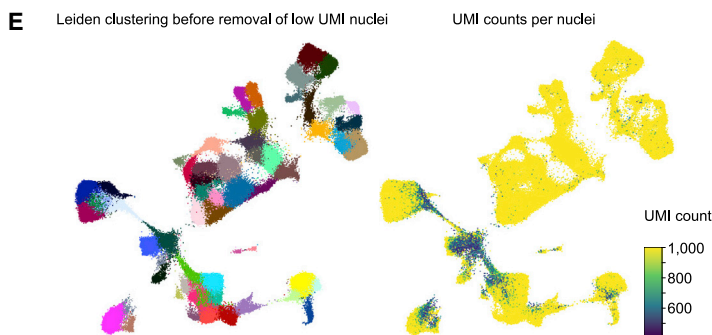 E
Leiden clustering before removal of low UMI nuclei
UMI counts per nuclei
UMI count
1,000
800
600